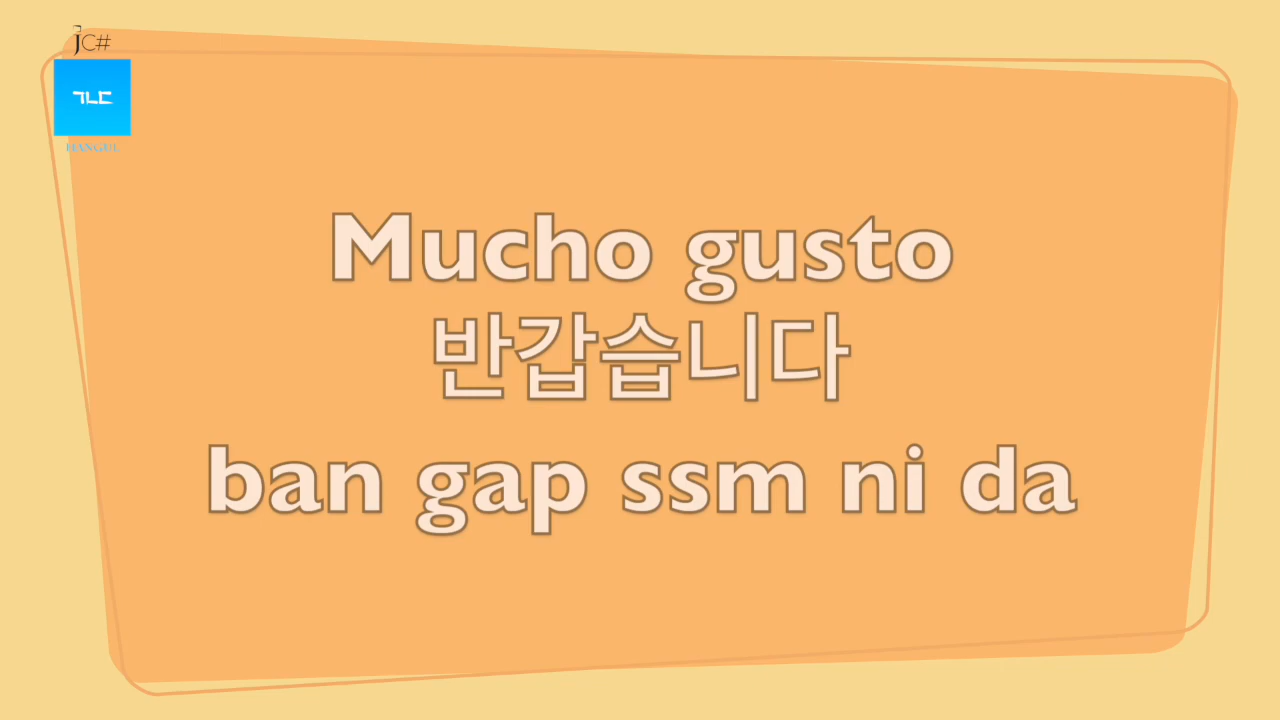 jC#
ㄱㄴㄷ
HANGUL
Mucho gusto
반갑습니다
ban gap ssm ni da